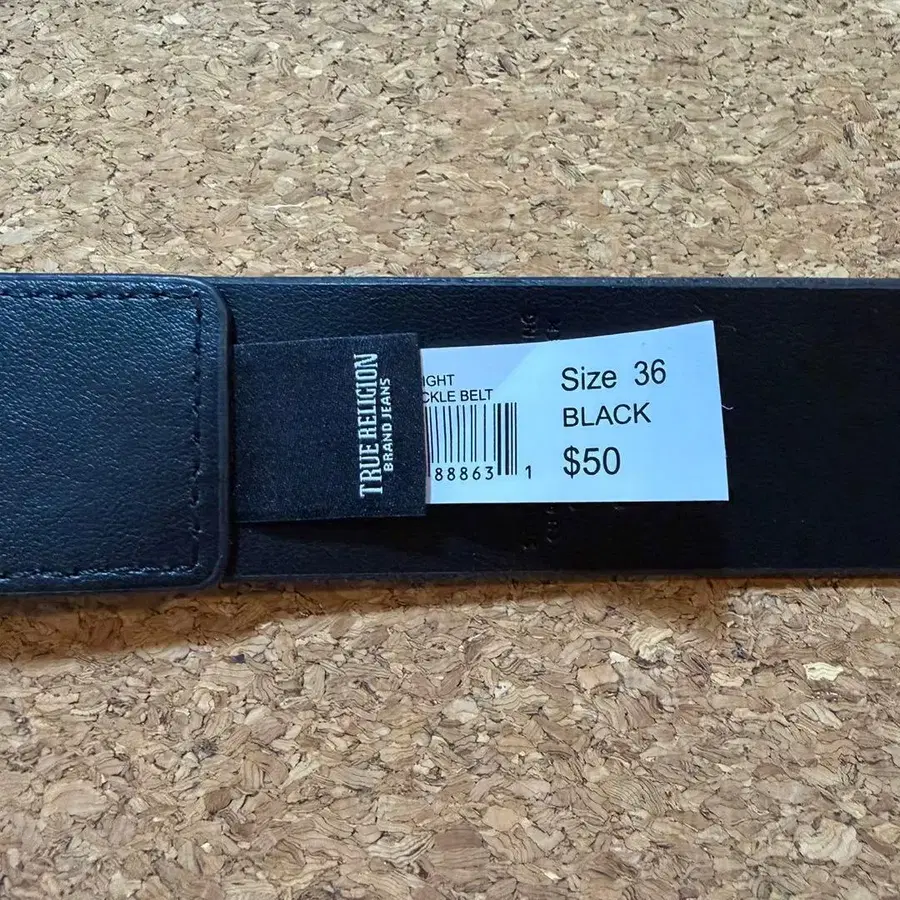 TRUE RELIGION
BRAND JEANS
IGHT
CKLE BELT
88863 1
Size 36
BLACK
$50